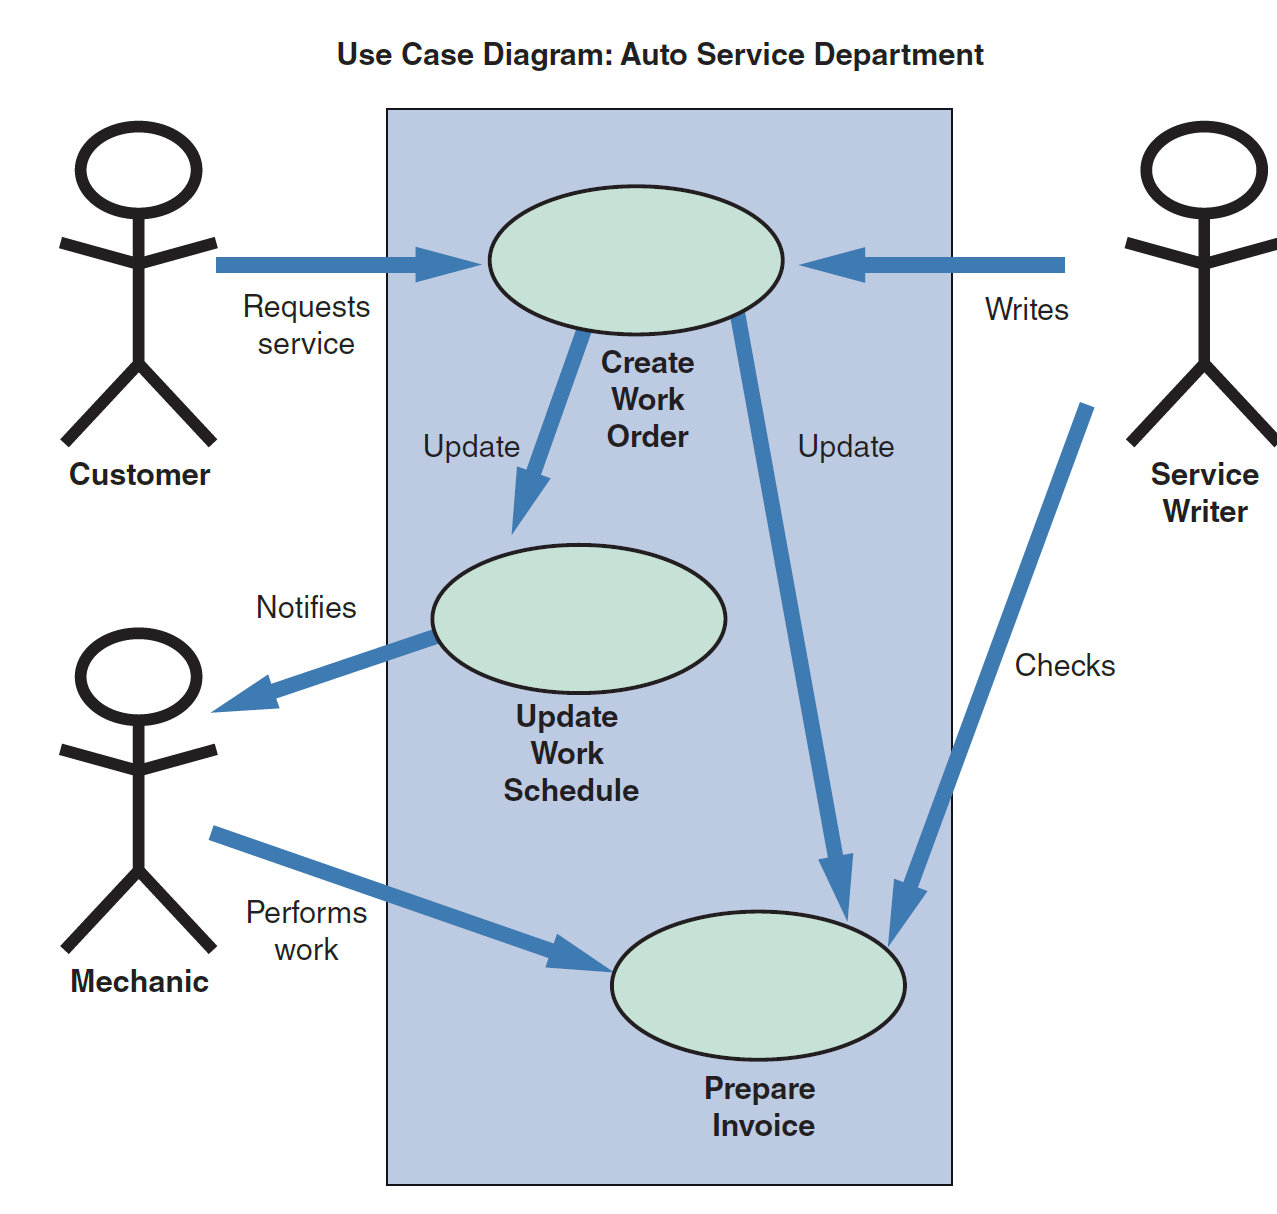 Use Case Diagram: Auto Service Department
Requests
service
Writes
Create
Work
Order
Update
Update
Customer
Service
Writer
Notifies
Checks
Update
Work
Schedule
Performs
work
Mechanic
Prepare
Invoice